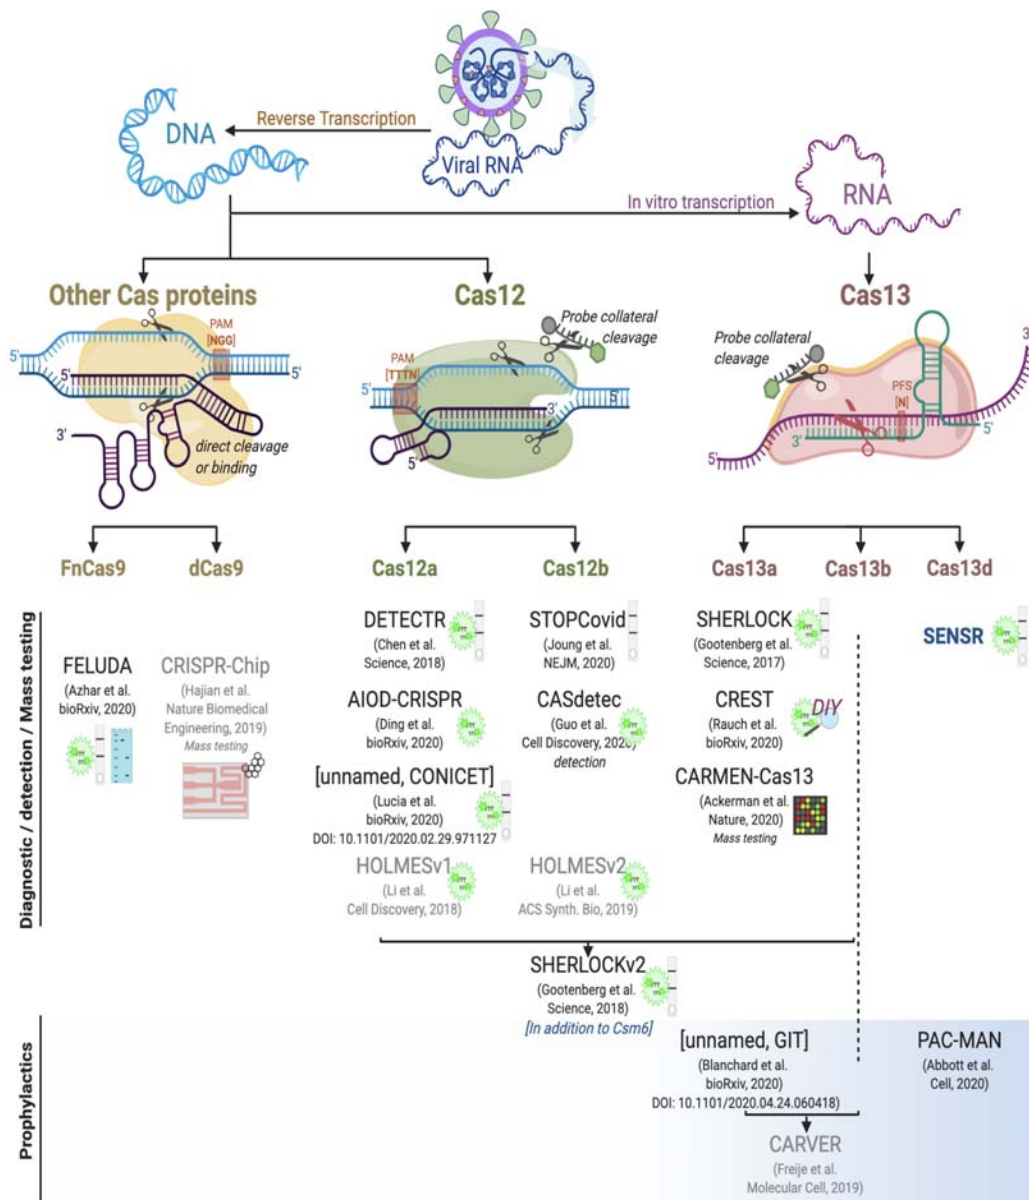 DNA
Reverse Transcription
Viral RNA
In vitro transcription
RNA
Other Cas proteins
Cas12
Cas13
PAM
[NGG]
5'
5'
5'
3'
direct cleavage
or binding
Probe collateral
cleavage
PAM
[TTTN]
5'
5'
3'
5'
Probe collateral
cleavage
PFS
[N]
3'
3'
5'
5'
FnCas9
dCas9
Cas12a
Cas12b
Cas13a
Cas13b
Cas13d
Diagnostic / detection / Mass testing
FELUDA
(Azhar et al.
bioRxiv, 2020)
CRISPR-Chip
(Hajian et al.
Nature Biomedical
Engineering, 2019)
Mass testing
DETECTR
(Chen et al.
Science, 2018)
AIOD-CRISPR
(Ding et al.
bioRxiv, 2020)
[unnamed, CONICET]
(Lucia et al.
bioRxiv, 2020)
DOI: 10.1101/2020.02.29.971127
HOLMESv1
(Li et al.
Cell Discovery, 2018)
STOPCovid
(Joung et al.
NEJM, 2020)
CASdetec
(Guo et al.
Cell Discovery, 2020)
detection
HOLMESv2
(Li et al.
ACS Synth. Bio, 2019)
SHERLOCK
(Gootenberg et al.
Science, 2017)
CREST
(Rauch et al.
bioRxiv, 2020)
DIY
CARMEN-Cas13
(Ackerman et al.
Nature, 2020)
Mass testing
SENSR
SHERLOCKv2
(Gootenberg et al.
Science, 2018)
[In addition to Csm6]
Prophylactics
[unnamed, GIT]
(Blanchard et al.
bioRxiv, 2020)
DOI: 10.1101/2020.04.24.060418)
PAC-MAN
(Abbott et al.
Cell, 2020)
CARVER
(Freije et al.
Molecular Cell, 2019)